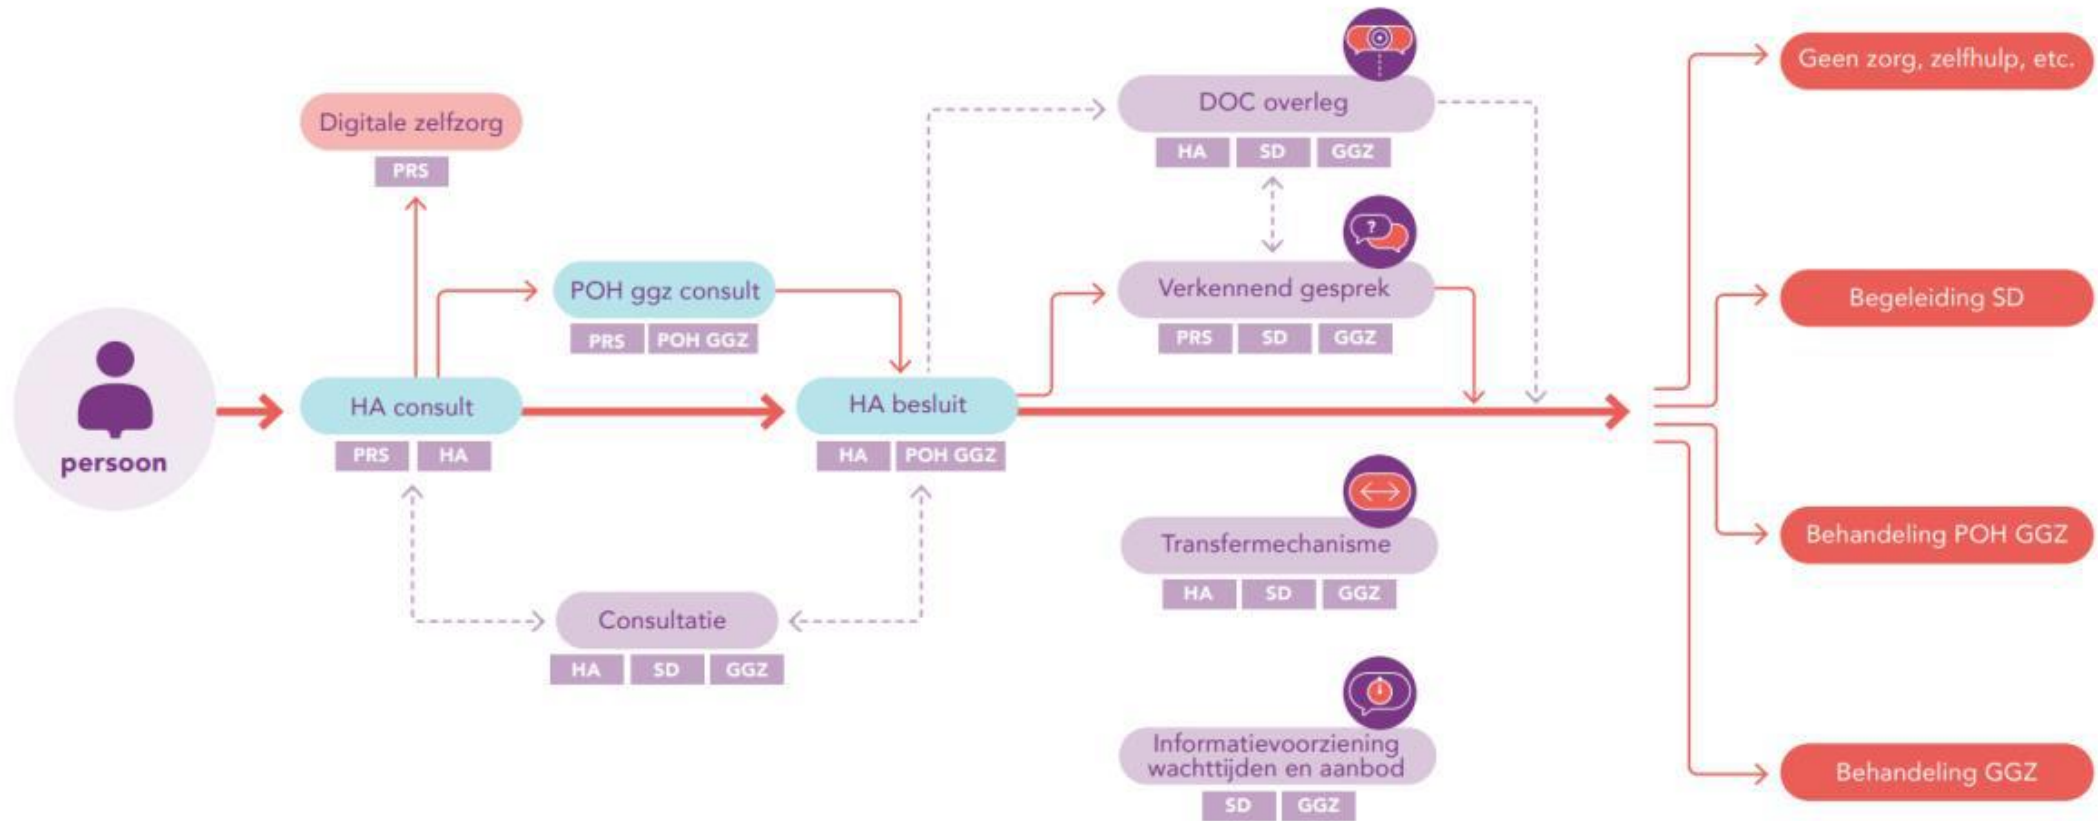 Digitale zelfzorg
PRS
POH ggz consult
PRS POH GGZ
persoon
HA consult
PRS HA
HA besluit
HA POH GGZ
Consultatie
HA SD GGZ
DOC overleg
HA SD GGZ
?
Verkennend gesprek
PRS SD GGZ
Transfermechanisme
HA SD GGZ
Informatievoorziening
wachttijden en aanbod
SD GGZ
Geen zorg, zelfhulp, etc.
Begeleiding SD
Behandeling POH GGZ
Behandeling GGZ